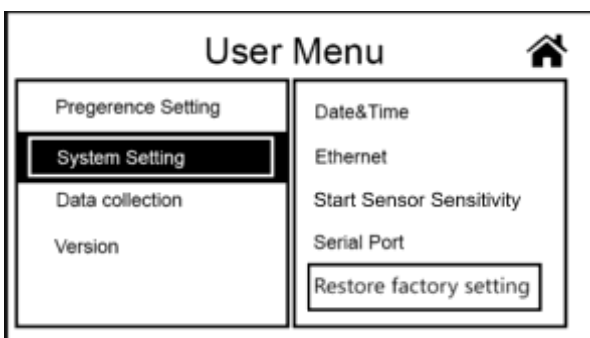 User Menu
Pregerence Setting
System Setting
Data collection
Version
Date&Time
Ethernet
Start Sensor Sensitivity
Serial Port
Restore factory setting